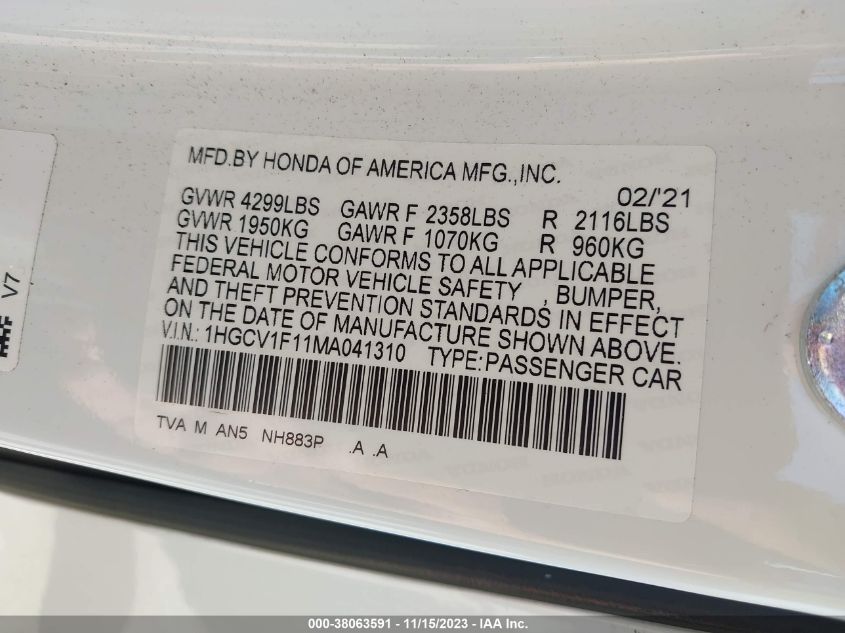 MFD.BY HONDA OF AMERICA MFG.,INC. 02/'21
GVWR 4299LBS GAWR F 2358LBS R 2116LBS
GVWR 1950KG GAWR F 1070KG R 960KG
THIS VEHICLE CONFORMS TO ALL APPLICABLE
FEDERAL MOTOR VEHICLE SAFETY , BUMPER,
AND THEFT PREVENTION STANDARDS IN EFFECT
ON THE DATE OF MANUFACTURE SHOWN ABOVE.
V.I.N.: 1HGCV1F11MA041310 TYPE:PASSENGER CAR
TVA M AN5 NH883P .A .A
V7
000-38063591 - 11/15/2023 - © IAA Inc.